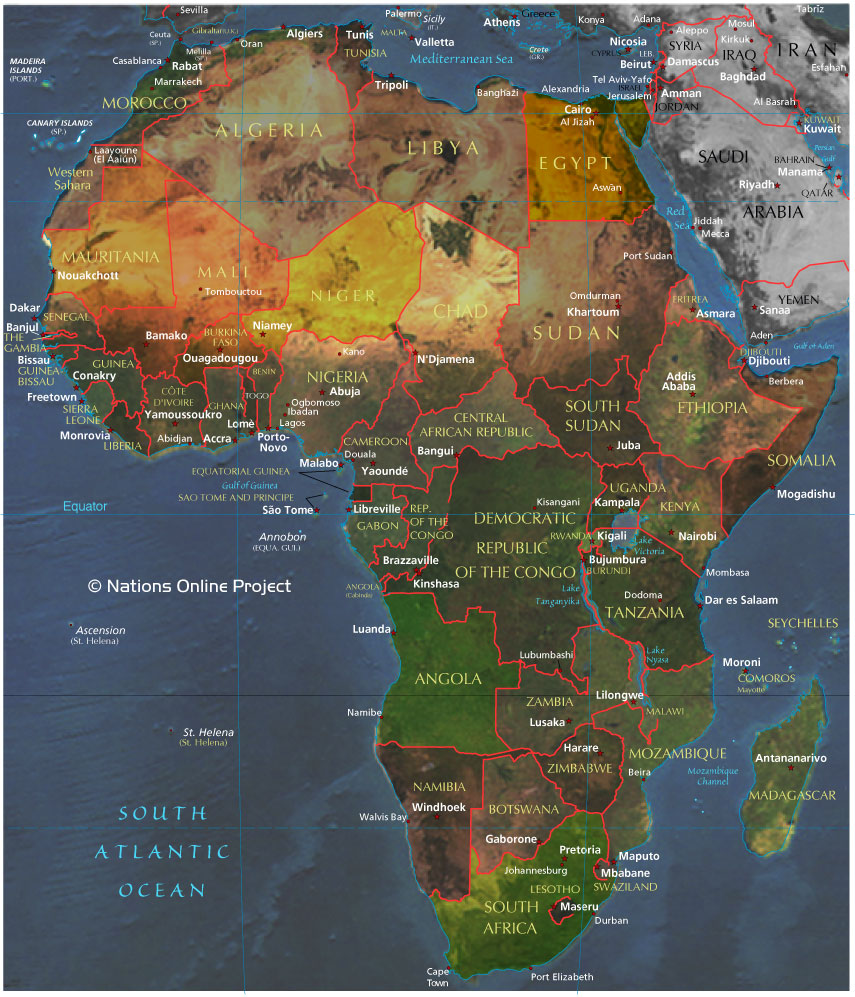 Sevilla
Palermo
Sicily
(IT.)
Athens
Greece
Konya
Adana
Tabrīz
Ceuta
(SP.)
Gibraltar(U.K.)
Algiers
Tunis
MALTA
Valletta
Nicosia
Aleppo
Mosul
Kirkuk
IRAN
Melilla
(SP.)
Oran
TUNISIA
Mediterranean Sea
Crete
(GR.)
CYPRUS
LEB.
SYRIA
IRAQ
Esfahan
MADEIRA
ISLANDS
(PORT.)
Casablanca
Rabat
Marrakech
Beirut
Damascus
Baghdad
MOROCCO
Tripoli
Banghāzi
Alexandria
Tel Aviv-Yafo
ISRAEL
Jerusalem
Amman
JORDAN
Al Basrah
CANARY ISLANDS
(SP.)
ALGERIA
LIBYA
Cairo
Al Jizah
KUWAIT
Kuwait
Laayoune
(El Aaiún)
Western
Sahara
EGYPT
Aswan
SAUDI
ARABIA
BAHRAIN
Persian
Gulf
Manama
Riyadh
QATAR
Red
Sea
Jiddah
Mecca
MAURITANIA
Nouakchott
MALI
Tombouctou
NIGER
CHAD
Port Sudan
Omdurman
Khartoum
SUDAN
ERITREA
Asmara
YEMEN
Sanaa
Aden
Gulf of Aden
Dakar
SENEGAL
Banjul
THE
GAMBIA
Bissau
GUINEA
BISSAU
Bamako
BURKINA
FASO
Ouagadougou
Niamey
Kano
N'Djamena
DJIBOUTI
Djibouti
Berbera
GUINEA
Conakry
Freetown
SIERRA
LEONE
Monrovia
LIBERIA
CÔTE
D'IVOIRE
Yamoussoukro
Abidjan
GHANA
Accra
TOGO
Lomè
BENIN
Porto-
Novo
NIGERIA
Abuja
Ogbomoso
Ibadan
Lagos
CENTRAL
AFRICAN REPUBLIC
Bangui
SOUTH
SUDAN
Juba
Addis
Ababa
ETHIOPIA
SOMALIA
Mogadishu
CAMEROON
Douala
Yaoundé
Malabo
EQUATORIAL GUINEA
Gulf of Guinea
SAO TOME AND PRINCIPE
São Tome
Equator
Annobon
(EQUA. GUI.)
Libreville
GABON
REP.
OF THE
CONGO
Kisangani
DEMOCRATIC
REPUBLIC
OF THE CONGO
UGANDA
Kampala
KENYA
Nairobi
RWANDA
Kigali
Lake
Victoria
Bujumbura
BURUNDI
Brazzaville
Kinshasa
ANGOLA
(Cabinda)
© Nations Online Project
Lake
Tanganyika
Dodoma
TANZANIA
Mombasa
Dar es Salaam
SEYCHELLES
Ascension
(St. Helena)
Luanda
ANGOLA
Lubumbashi
Lake
Nyasa
Moroni
COMOROS
Mayotte
Namibe
ZAMBIA
Lusaka
Lilongwe
MALAWI
St. Helena
(St. Helena)
Harare
ZIMBABWE
MOZAMBIQUE
Beira
Mozambique
Channel
Antananarivo
MADAGASCAR
NAMIBIA
Windhoek
Walvis Bay
BOTSWANA
Gaborone
SOUTH
ATLANTIC
OCEAN
Pretoria
Johannesburg
Maputo
Mbabane
SWAZILAND
LESOTHO
Maseru
Durban
SOUTH
AFRICA
Cape
Town
Port Elizabeth